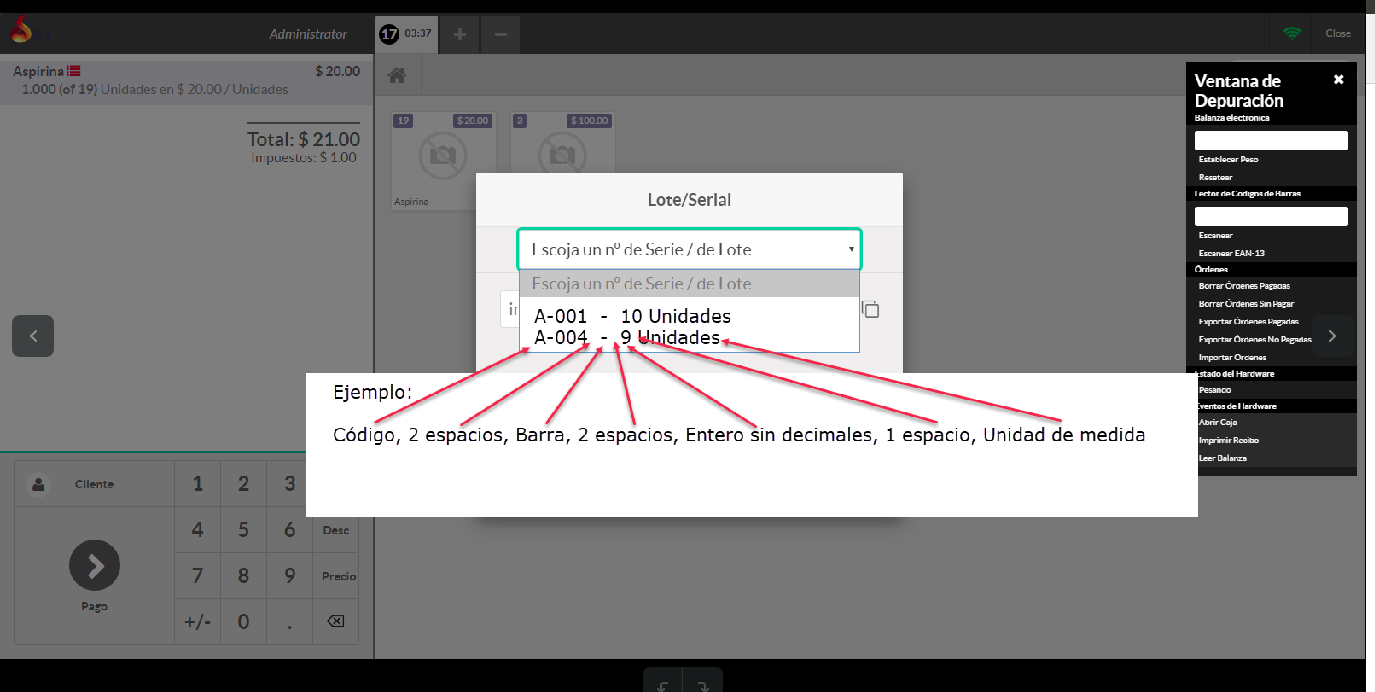 Administrator
17 03:37
+
−
Close
Aspirina $ 20.00
1.000 (of 19) Unidades en $ 20.00 / Unidades
Total: $ 21.00
Impuestos: $ 1.00
19 $ 20.00
Aspirina
3 $ 100.00
Lote/Serial
Escoja un nº de Serie / de Lote
Escoja un nº de Serie / de Lote
A-001 - 10 Unidades
A-004 - 9 Unidades
Ejemplo:
Código, 2 espacios, Barra, 2 espacios, Entero sin decimales, 1 espacio, Unidad de medida
Cliente
1 2 3
4 5 6 Desc
7 8 9 Precio
+/- 0 .
Pago
Ventana de
Depuración
Balanza electrónica
Establecer Peso
Resetear
Lector de Códigos de Barras
Escanear
Escanear EAN-13
Órdenes
Borrar Órdenes Pagadas
Borrar Órdenes Sin Pagar
Exportar Órdenes Pagadas
Exportar Órdenes No Pagadas
Importar Órdenes
Estado del Hardware
Pesando
Eventos de Hardware
Abrir Caja
Imprimir Recibo
Leer Balanza